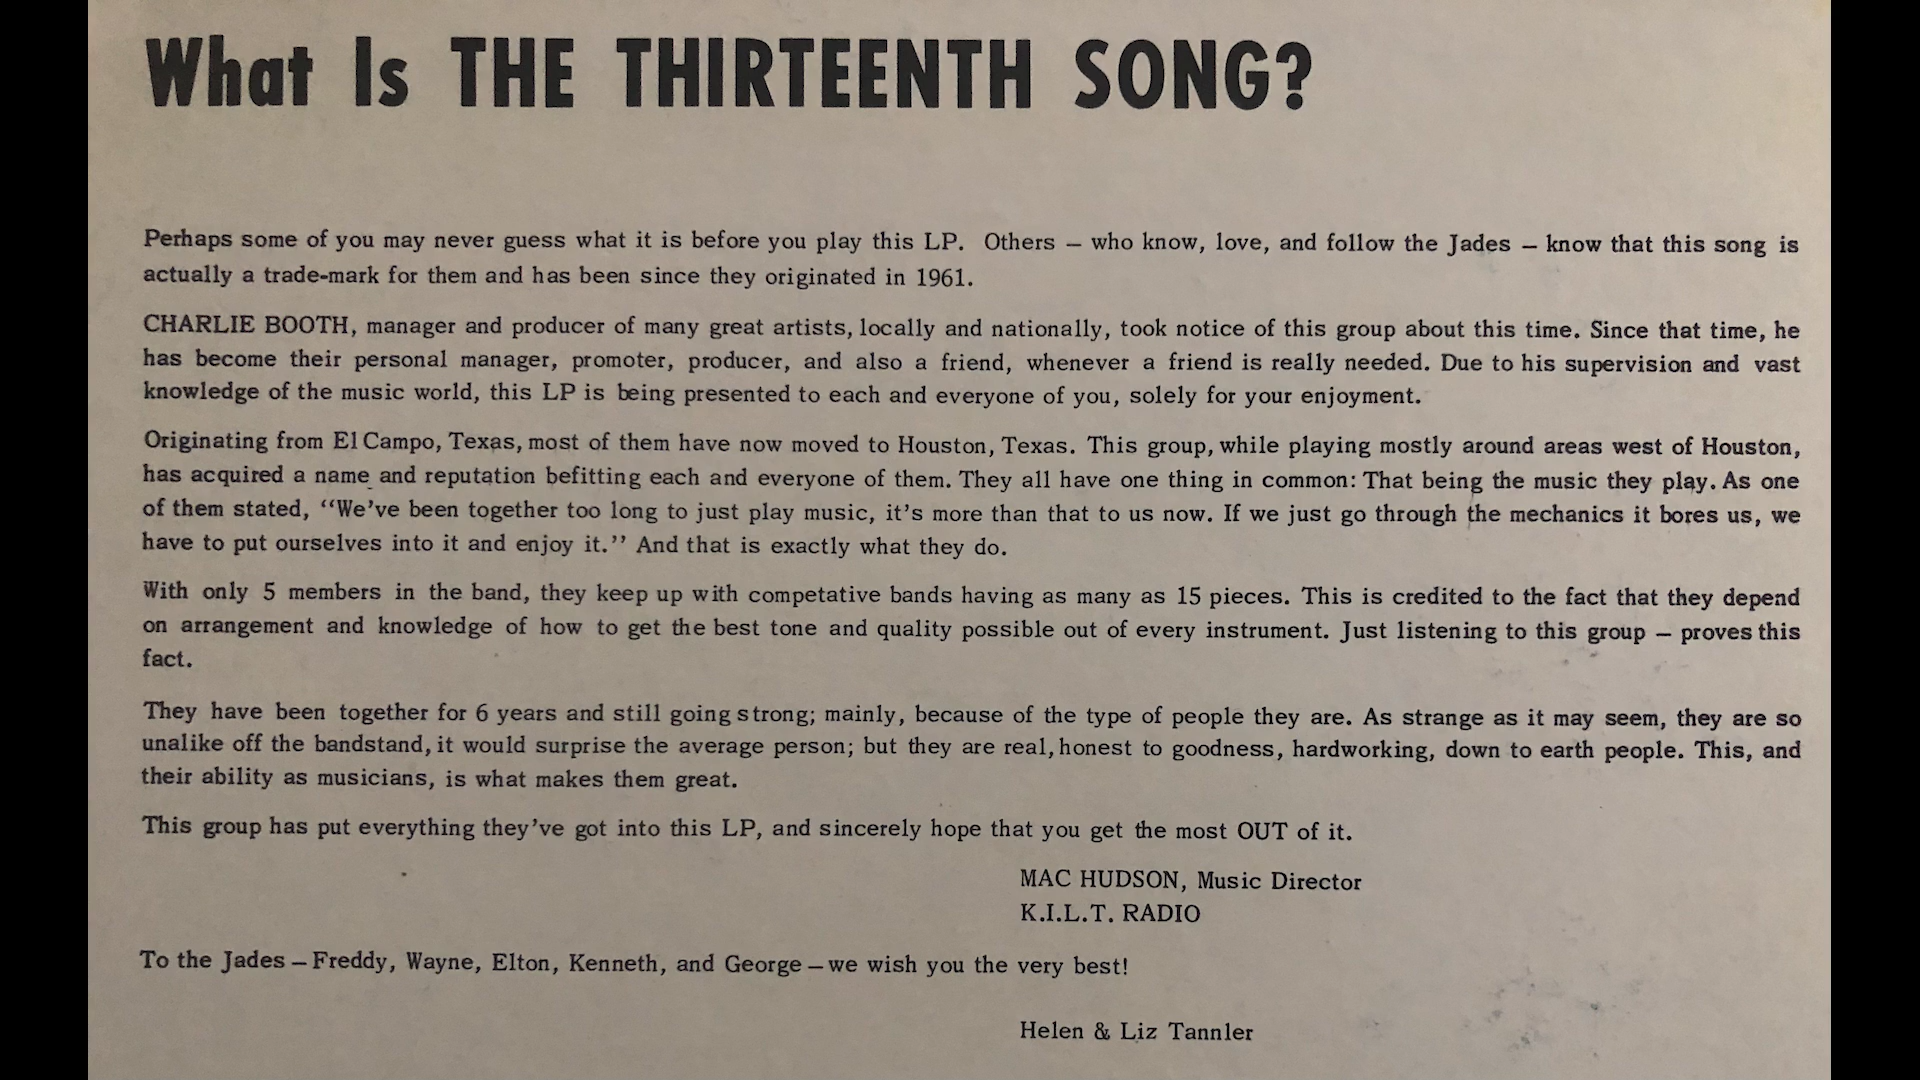 What Is THE THIRTEENTH SONG?
Perhaps some of you may never guess what it is before you play this LP. Others – who know, love, and follow the Jades – know that this song is
actually a trade-mark for them and has been since they originated in 1961.
CHARLIE BOOTH, manager and producer of many great artists, locally and nationally, took notice of this group about this time. Since that time, he
has become their personal manager, promoter, producer, and also a friend, whenever a friend is really needed. Due to his supervision and vast
knowledge of the music world, this LP is being presented to each and everyone of you, solely for your enjoyment.
Originating from El Campo, Texas, most of them have now moved to Houston, Texas. This group, while playing mostly around areas west of Houston,
has acquired a name and reputation befitting each and everyone of them. They all have one thing in common: That being the music they play. As one
of them stated, “We've been together too long to just play music, it's more than that to us now. If we just go through the mechanics it bores us, we
have to put ourselves into it and enjoy it.” And that is exactly what they do.
With only 5 members in the band, they keep up with competative bands having as many as 15 pieces. This is credited to the fact that they depend
on arrangement and knowledge of how to get the best tone and quality possible out of every instrument. Just listening to this group – proves this
fact.
They have been together for 6 years and still going strong; mainly, because of the type of people they are. As strange as it may seem, they are so
unalike off the bandstand, it would surprise the average person; but they are real, honest to goodness, hardworking, down to earth people. This, and
their ability as musicians, is what makes them great.
This group has put everything they've got into this LP, and sincerely hope that you get the most OUT of it.
MAC HUDSON, Music Director
K.I.L.T. RADIO
To the Jades – Freddy, Wayne, Elton, Kenneth, and George – we wish you the very best!
Helen & Liz Tannler